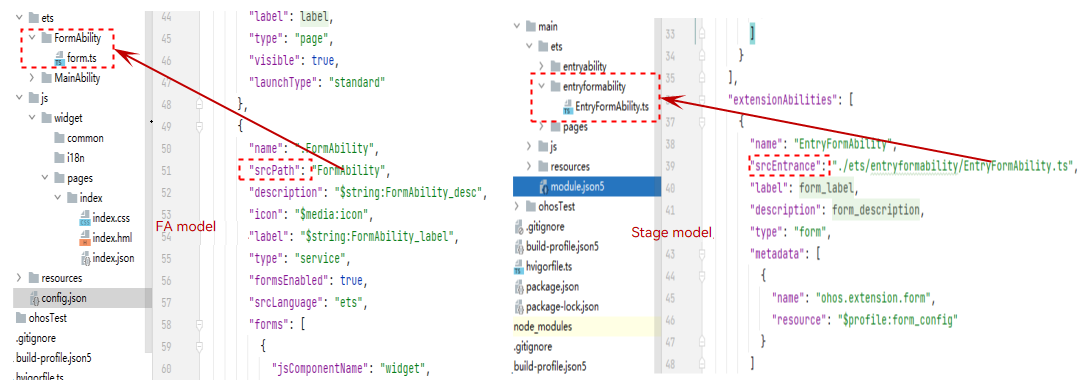 ets
FormAbility
form.ts
MainAbility
js
widget
common
i18n
pages
index
index.css
index.hml
index.json
resources
config.json
ohosTest
.gitignore
build-profile.json5
hvigorfile.ts
44 "label": label,
45 "type": "page",
46 "visible": true,
47 "launchType": "standard"
48 },
49 {
50 "name": ".FormAbility",
51 "srcPath": "FormAbility",
52 "description": "$string:FormAbility_desc",
53 "icon": "$media:icon",
54 "label": "$string:FormAbility_label",
55 "type": "service",
56 "formsEnabled": true,
57 "srcLanguage": "ets",
58 "forms": [
59 {
60 "jsComponentName": "widget",
FA model
main
ets
entryability
entryformability
EntryFormAbility.ts
pages
js
resources
module.json5
ohosTest
.gitignore
build-profile.json5
hvigorfile.ts
package.json
package-lock.json
node_modules
.gitignore
build-profile.json5
33 ]
34 }
35 ],
36 "extensionAbilities": [
37 {
38 "name": "EntryFormAbility",
39 "srcEntrance": "./ets/entryformability/EntryFormAbility.ts",
40 "label": form_label,
41 "description": form_description,
42 "type": "form",
43 "metadata": [
44 {
45 "name": "ohos.extension.form",
46 "resource": "$profile:form_config"
47 }
48 ]
Stage model